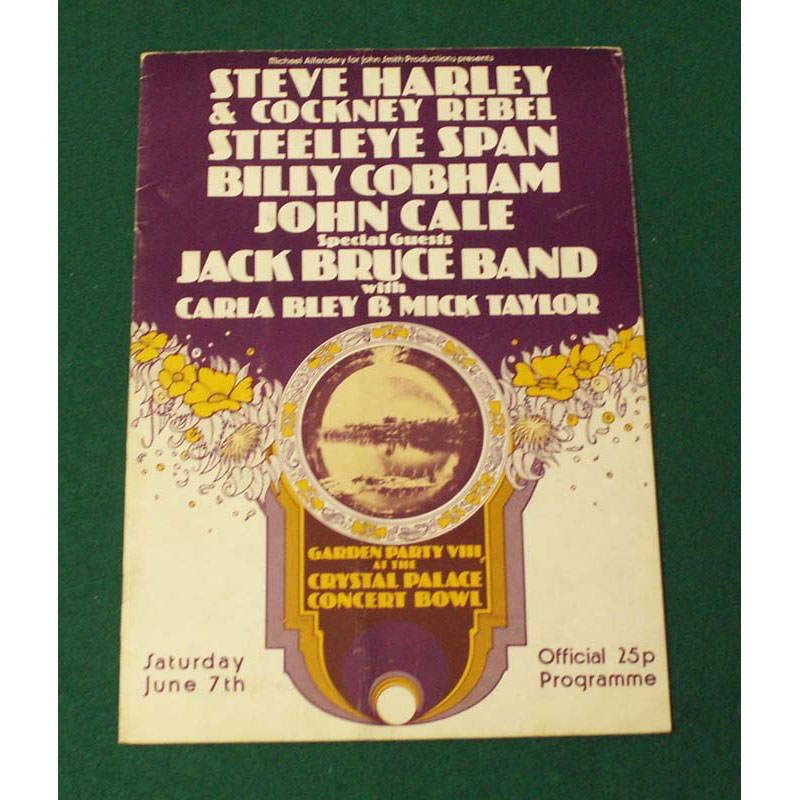 Michael Alfandary for John Smith Productions presents
STEVE HARLEY
& COCKNEY REBEL
STEELEYE SPAN
BILLY COBHAM
JOHN CALE
Special Guests
JACK BRUCE BAND
with
CARLA BLEY & MICK TAYLOR
GARDEN PARTY VIII,
AT THE
CRYSTAL PALACE
CONCERT BOWL
Saturday
June 7th
Official 25p
Programme